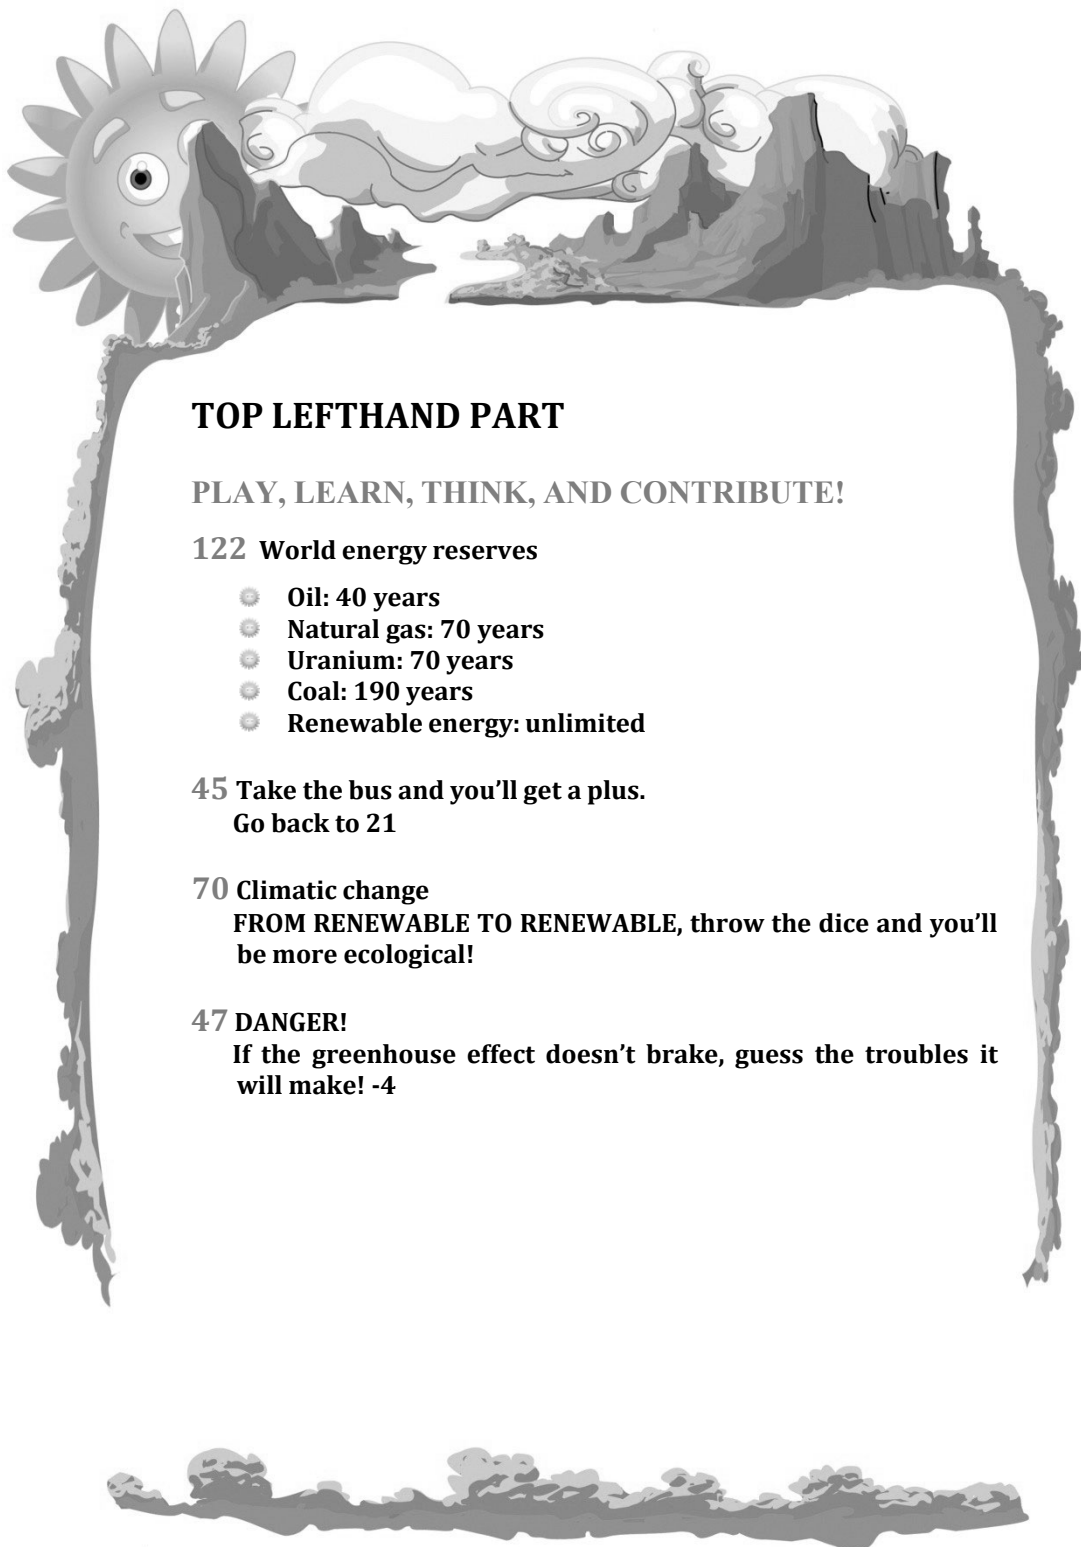 TOP LEFTHAND PART
PLAY, LEARN, THINK, AND CONTRIBUTE!
122 World energy reserves
Oil: 40 years
Natural gas: 70 years
Uranium: 70 years
Coal: 190 years
Renewable energy: unlimited
45 Take the bus and you’ll get a plus.
Go back to 21
70 Climatic change
FROM RENEWABLE TO RENEWABLE, throw the dice and you’ll
be more ecological!
47 DANGER!
If the greenhouse effect doesn’t brake, guess the troubles it
will make! -4